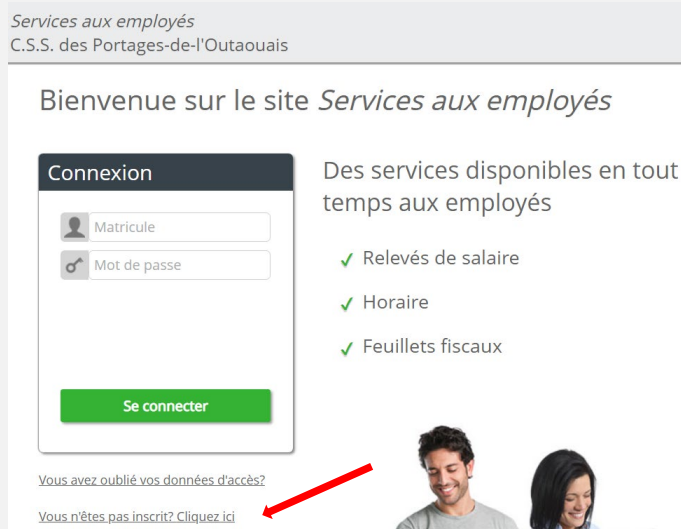 Services aux employés
C.S.S. des Portages-de-l'Outaouais
Bienvenue sur le site Services aux employés
Connexion
Matricule
Mot de passe
Se connecter
Vous avez oublié vos données d'accès?
Vous n'êtes pas inscrit? Cliquez ici
Des services disponibles en tout
temps aux employés
Relevés de salaire
Horaire
Feuillets fiscaux